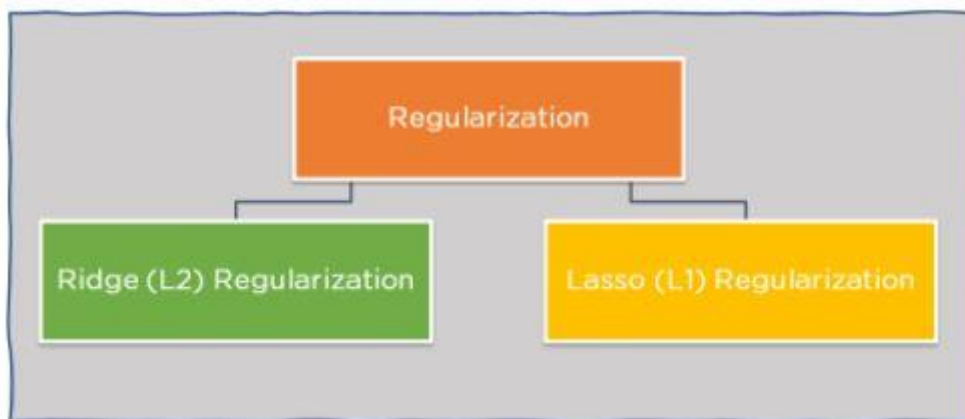 Regularization
Ridge (L2) Regularization
Lasso (L1) Regularization